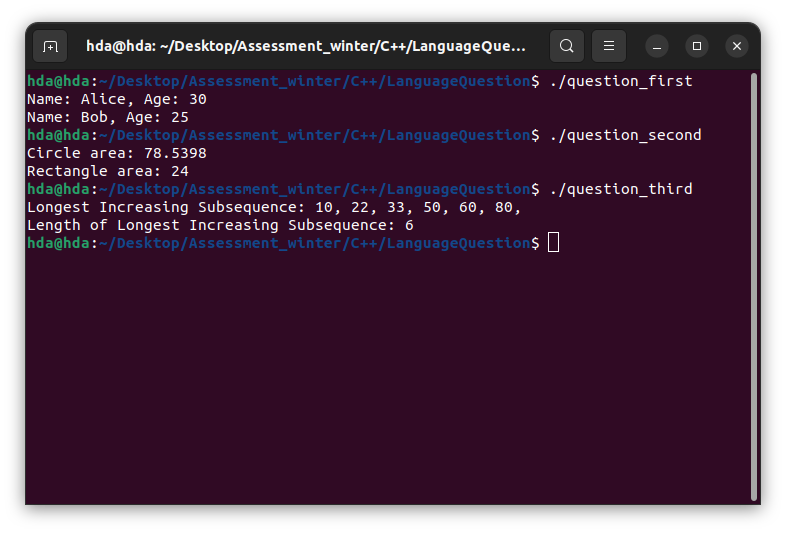 hda@hda: ~/Desktop/Assessment_winter/C++/LanguageQue...
hda@hda:~/Desktop/Assessment_winter/C++/LanguageQuestion$ ./question_first
Name: Alice, Age: 30
Name: Bob, Age: 25
hda@hda:~/Desktop/Assessment_winter/C++/LanguageQuestion$ ./question_second
Circle area: 78.5398
Rectangle area: 24
hda@hda:~/Desktop/Assessment_winter/C++/LanguageQuestion$ ./question_third
Longest Increasing Subsequence: 10, 22, 33, 50, 60, 80,
Length of Longest Increasing Subsequence: 6
hda@hda:~/Desktop/Assessment_winter/C++/LanguageQuestion$